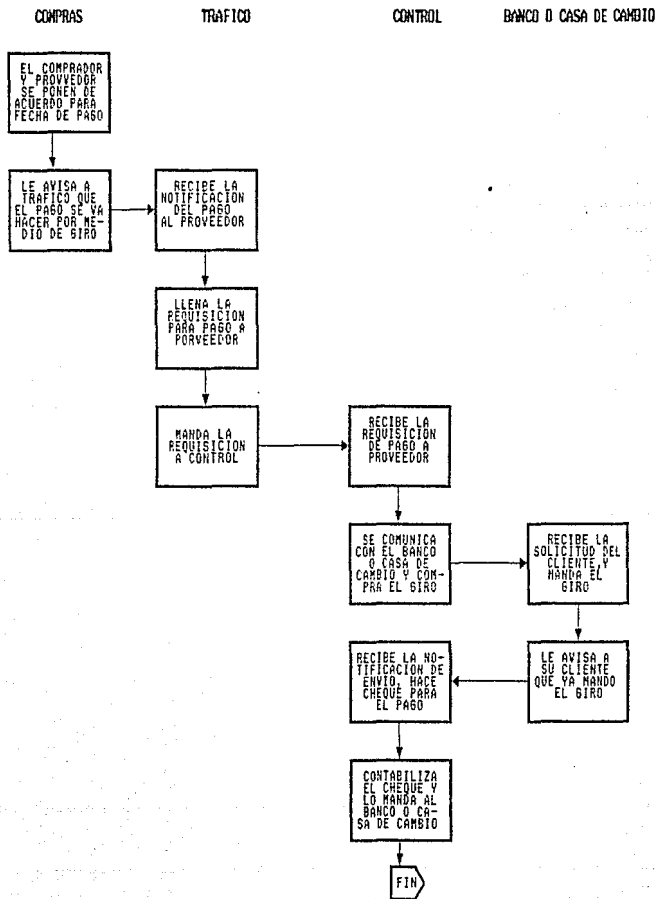 COMPRAS TRAFICO CONTROL BANCO O CASA DE CAMBIO
EL COMPRADOR
Y PROVVEDOR
SE PONEN DE
ACUERDO PARA
FECHA DE PAGO
LE AVISA A
TRAFICO QUE
EL PAGO SE VA
HACER POR ME-
DIO DE GIRO
RECIBE LA
NOTIFICACION
DEL PAGO
AL PROVEEDOR
LLENA LA
REQUISICION
PARA PAGO A
PORVEEDOR
MANDA LA
REQUISICION
A CONTROL
RECIBE LA
REQUISICION
DE PAGO A
PROVEEDOR
SE COMUNICA
CON EL BANCO
O CASA DE
CAMBIO Y COM-
PRA EL GIRO
RECIBE LA
SOLICITUD DEL
CLIENTE,Y
MANDA EL
GIRO
LE AVISA A
SU CLIENTE
QUE YA MANDO
EL GIRO
RECIBE LA NO-
TIFICACION DE
ENVIO, HACE
CHEQUE PARA
EL PAGO
CONTABILIZA
EL CHEQUE Y
LO MANDA AL
BANCO O CA-
SA DE CAMBIO
FIN